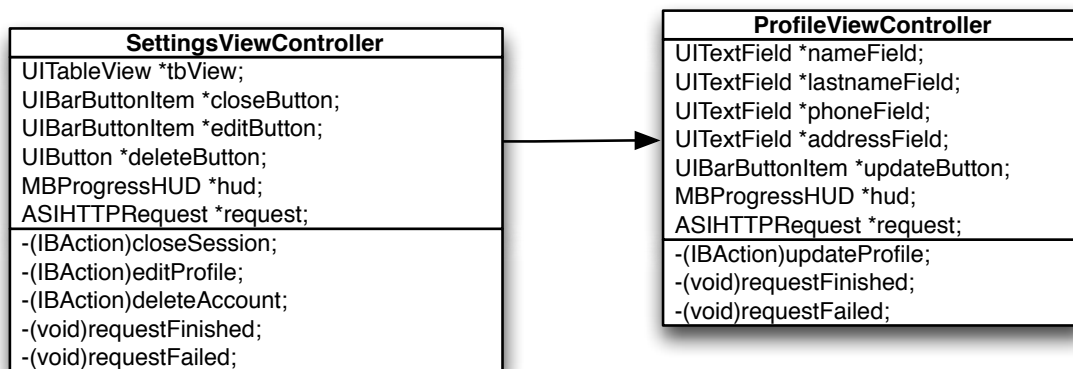 SettingsViewController
UITableView *tbView;
UIBarButtonItem *closeButton;
UIBarButtonItem *editButton;
UIButton *deleteButton;
MBProgressHUD *hud;
ASIHTTPRequest *request;
-(IBAction)closeSession;
-(IBAction)editProfile;
-(IBAction)deleteAccount;
-(void)requestFinished;
-(void)requestFailed;
ProfileViewController
UITextField *nameField;
UITextField *lastnameField;
UITextField *phoneField;
UITextField *addressField;
UIBarButtonItem *updateButton;
MBProgressHUD *hud;
ASIHTTPRequest *request;
-(IBAction)updateProfile;
-(void)requestFinished;
-(void)requestFailed;